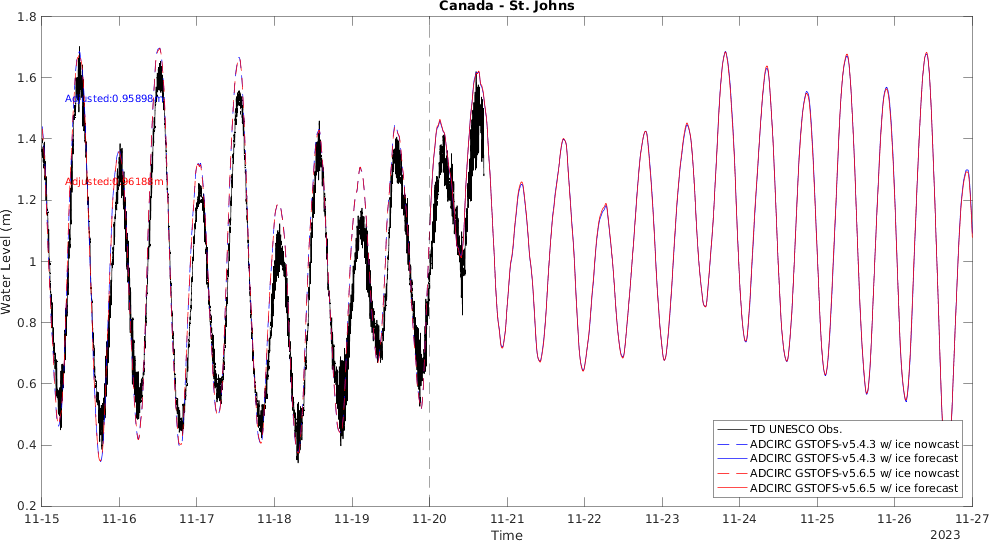 Canada - St. Johns
1.8
1.6
1.4
1.2
1
0.8
0.6
0.4
0.2
Water Level (m)
Adjusted:0.95898m
Adjusted:0.96188m
TD UNESCO Obs.
ADCIRC GSTOFS-v5.4.3 w/ ice nowcast
ADCIRC GSTOFS-v5.4.3 w/ ice forecast
ADCIRC GSTOFS-v5.6.5 w/ ice nowcast
ADCIRC GSTOFS-v5.6.5 w/ ice forecast
11-15 11-16 11-17 11-18 11-19 11-20 11-21 11-22 11-23 11-24 11-25 11-26 11-27
Time
2023